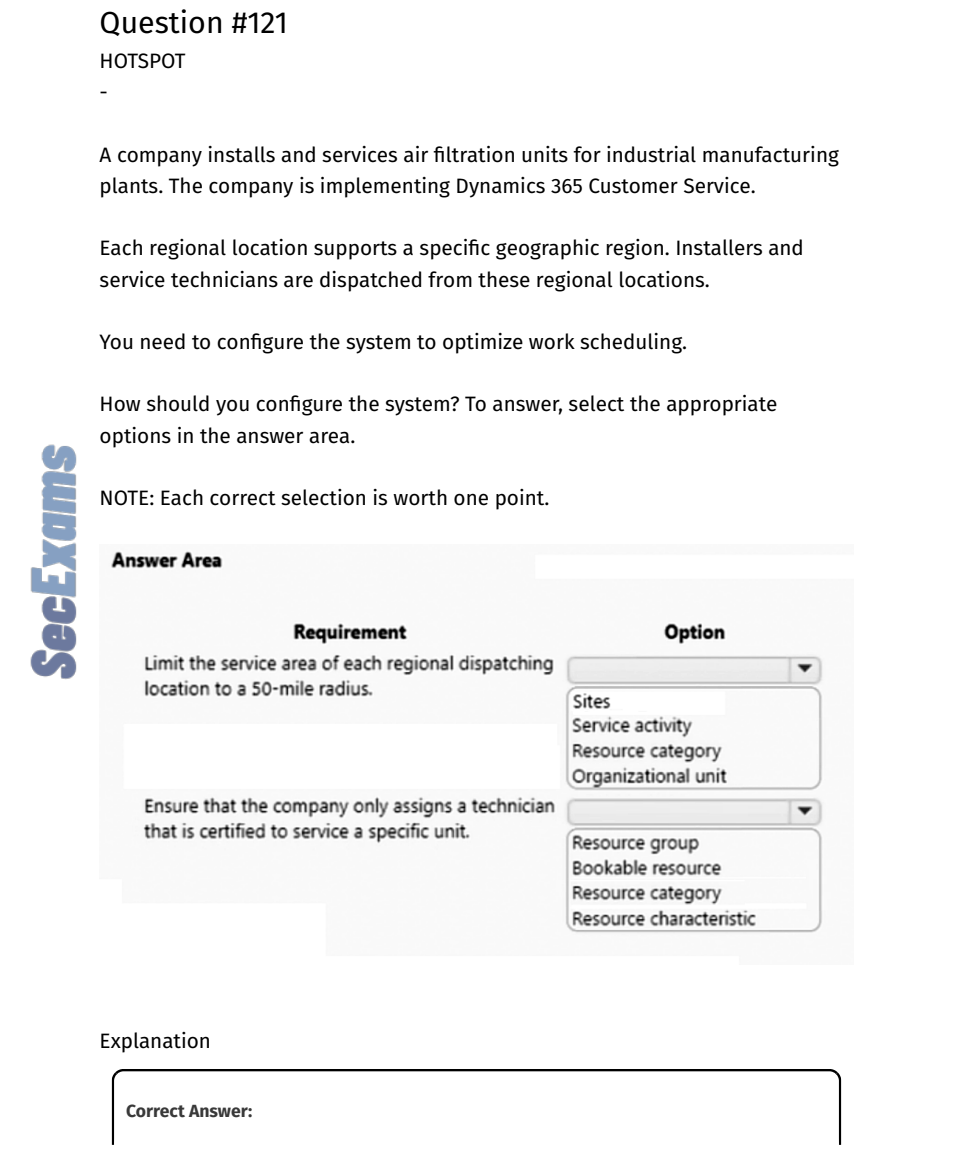 Question #121
HOTSPOT
-
A company installs and services air filtration units for industrial manufacturing
plants. The company is implementing Dynamics 365 Customer Service.
Each regional location supports a specific geographic region. Installers and
service technicians are dispatched from these regional locations.
You need to configure the system to optimize work scheduling.
How should you configure the system? To answer, select the appropriate
options in the answer area.
NOTE: Each correct selection is worth one point.
SecExams
Answer Area
Requirement
Option
Limit the service area of each regional dispatching
location to a 50-mile radius.
Sites
Service activity
Resource category
Organizational unit
Ensure that the company only assigns a technician
that is certified to service a specific unit.
Resource group
Bookable resource
Resource category
Resource characteristic
Explanation
Correct Answer: